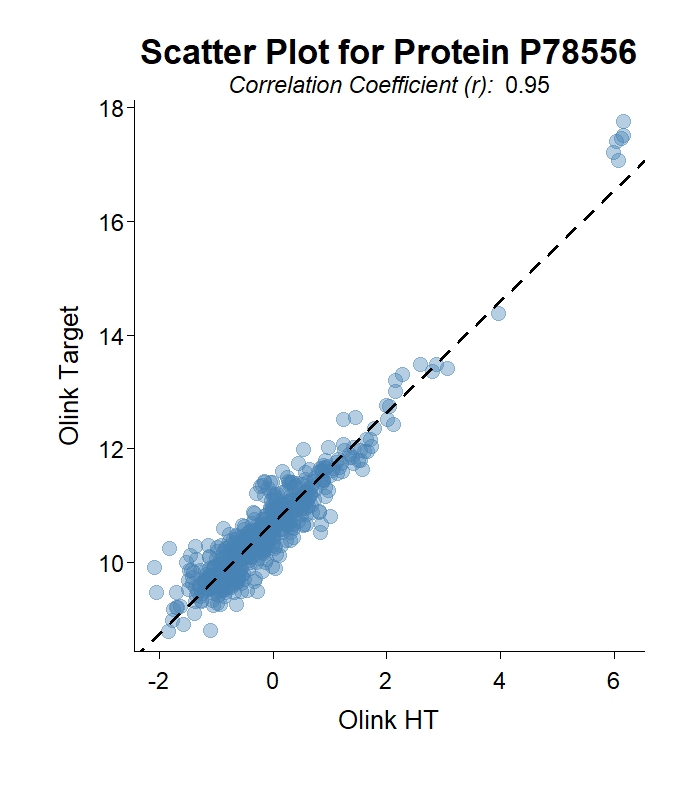 Scatter Plot for Protein P78556
Correlation Coefficient (r): 0.95
18
16
14
12
10
Olink Target
-2 0 2 4 6
Olink HT